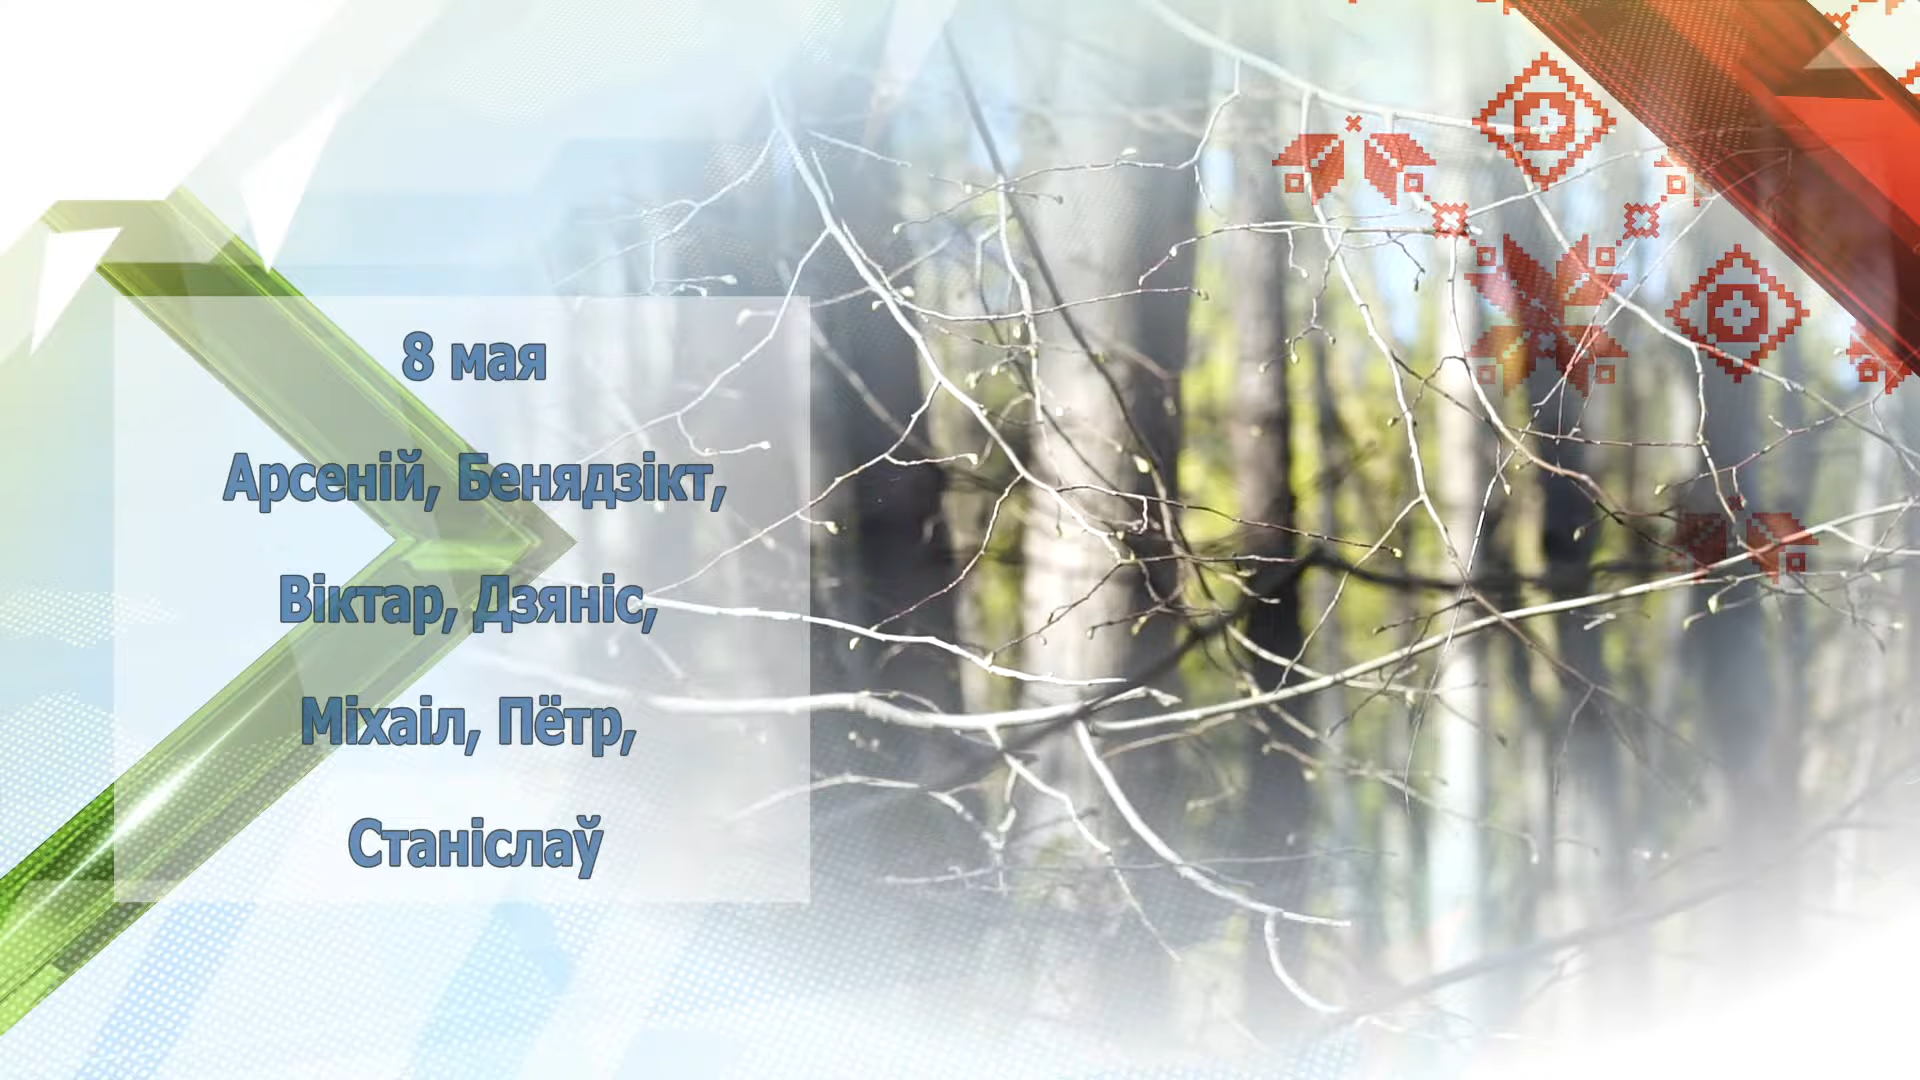 8 мая
Арсеній, Бенядзікт,
Віктар, Дзяніс,
Міхаіл, Пётр,
Станіслаў